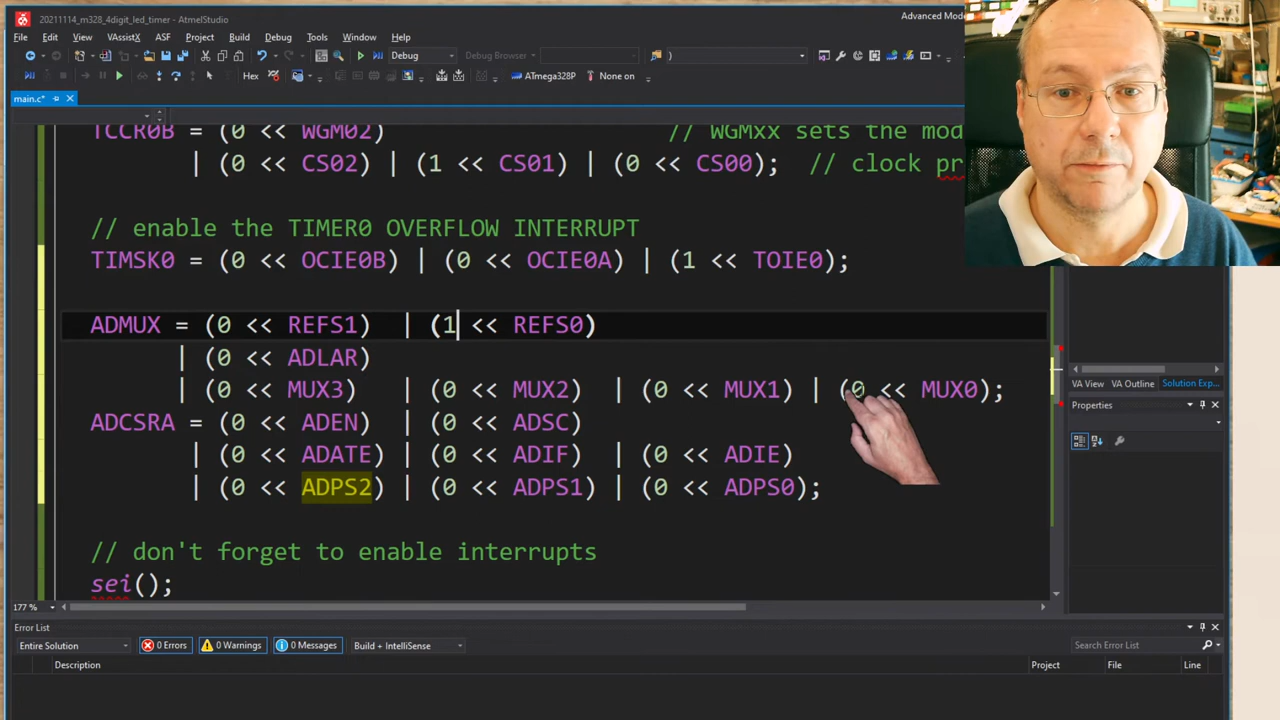 20211114_m328_4digit_led_timer - AtmelStudio
Advanced Mode
File Edit View VAssistX ASF Project Build Debug Tools Window Help
Debug Debug Browser )
Hex ATmega328P None on
main.c*
TCCR0B = (0 << WGM02) // WGMxx sets the mod
| (0 << CS02) | (1 << CS01) | (0 << CS00); // clock pr
// enable the TIMER0 OVERFLOW INTERRUPT
TIMSK0 = (0 << OCIE0B) | (0 << OCIE0A) | (1 << TOIE0);
ADMUX = (0 << REFS1) | (1 << REFS0)
| (0 << ADLAR)
| (0 << MUX3) | (0 << MUX2) | (0 << MUX1) | (0 << MUX0);
ADCSRA = (0 << ADEN) | (0 << ADSC)
| (0 << ADATE) | (0 << ADIF) | (0 << ADIE)
| (0 << ADPS2) | (0 << ADPS1) | (0 << ADPS0);
// don't forget to enable interrupts
sei();
VA View VA Outline Solution Exp...
Properties
177 %
Error List
Entire Solution 0 Errors 0 Warnings 0 Messages Build + IntelliSense Search Error List
Description Project File Line